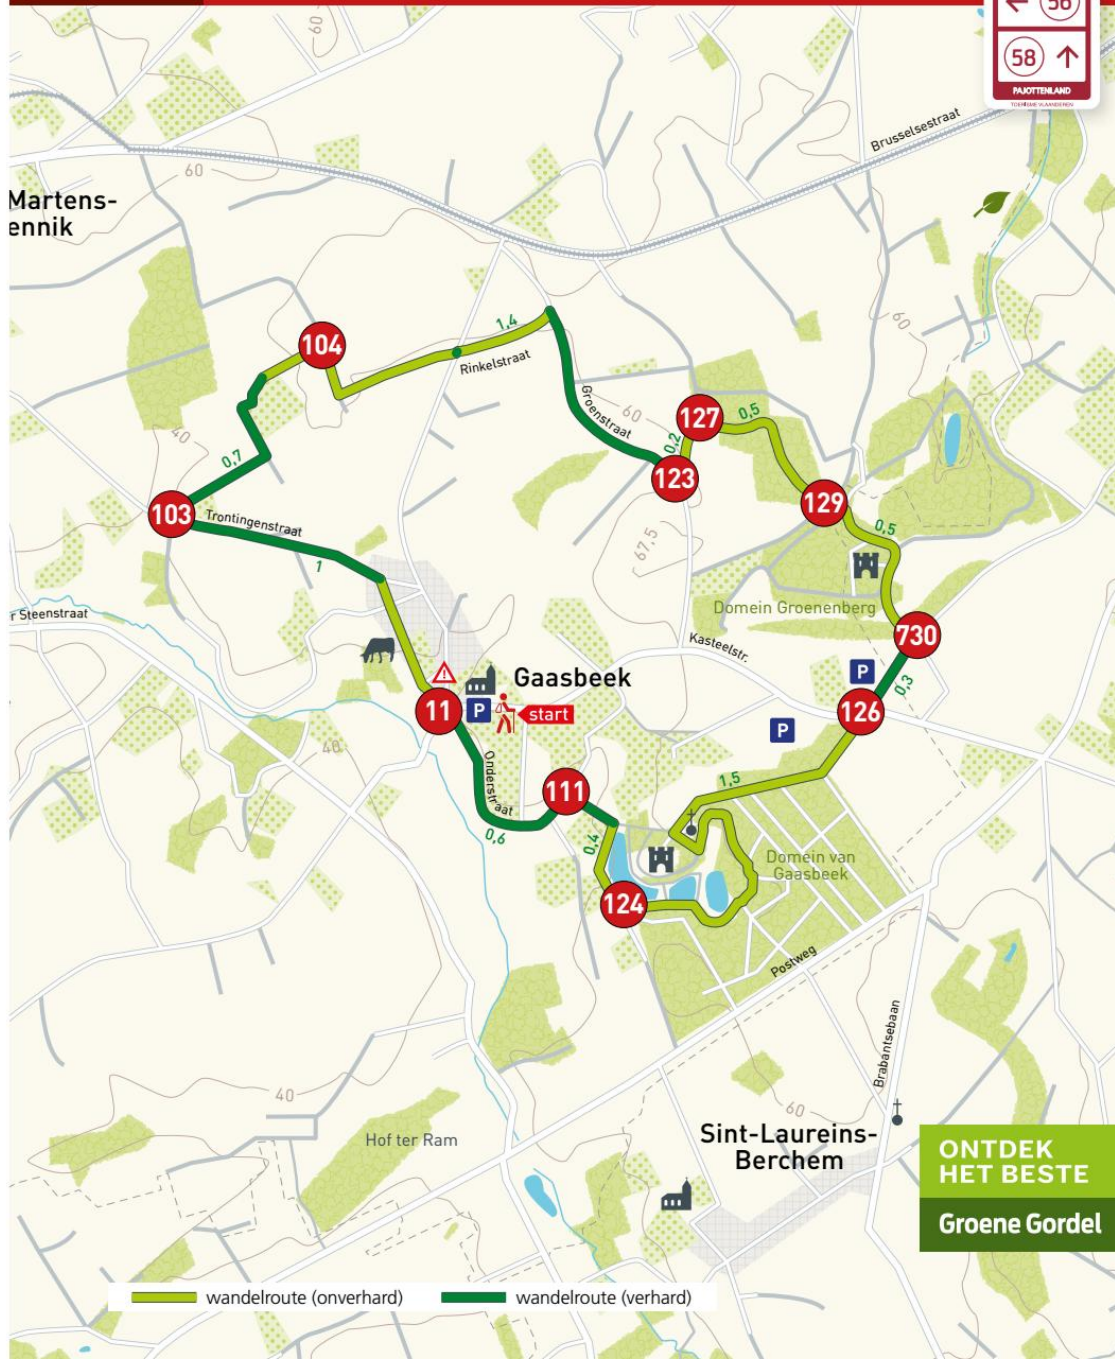 ← 56
58 ↑
PAJOTTENLAND
TOERISME VLAANDEREN
60
Brusselsestraat
60
Martens-
ennik
60
104
1,4
Rinkelstraat
Groenstraat
60
127
0,5
0,2
40
0,7
123
129
103
Trontingenstraat
0,5
67,5
1
Domein Groenenberg
r Steenstraat
730
Kasteelstr.
P
0,3
Gaasbeek
11
P
start
126
P
40
Onderstraat
111
1,5
0,6
0,4
Domein van
Gaasbeek
124
Postweg
Brabantsebaan
40
60
Hof ter Ram
Sint-Laureins-
Berchem
ONTDEK
HET BESTE
Groene Gordel
wandelroute (onverhard)
wandelroute (verhard)